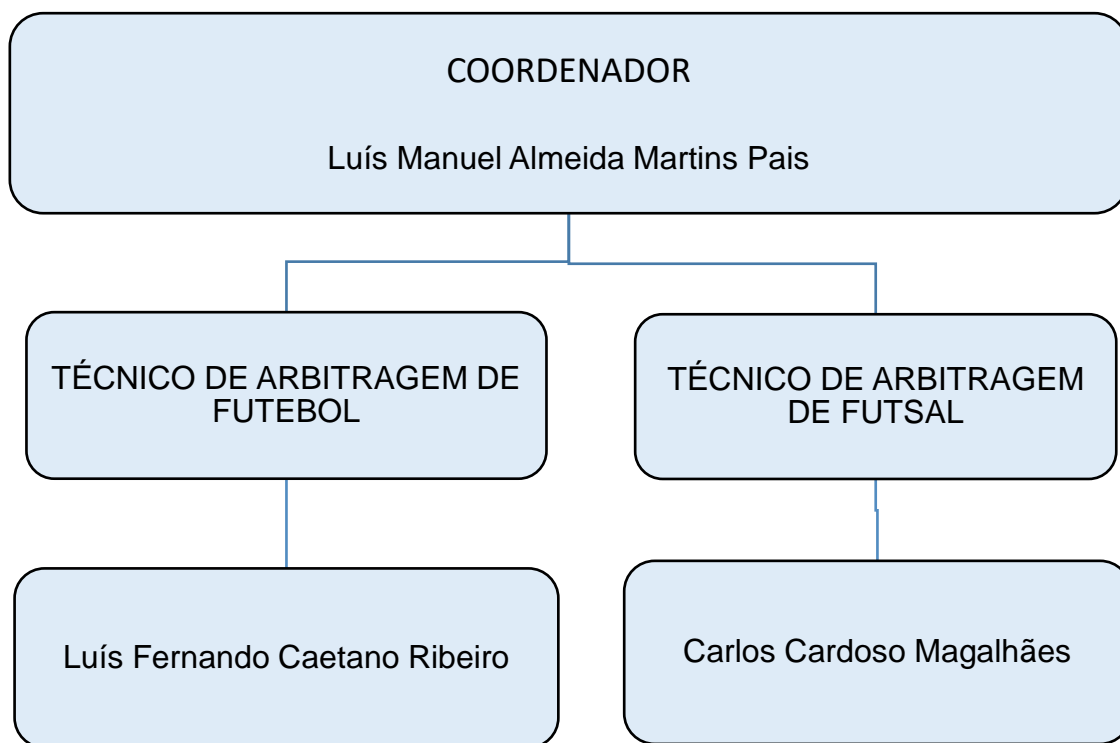 COORDENADOR
Luís Manuel Almeida Martins Pais
TÉCNICO DE ARBITRAGEM DE
FUTEBOL
TÉCNICO DE ARBITRAGEM
DE FUTSAL
Luís Fernando Caetano Ribeiro
Carlos Cardoso Magalhães